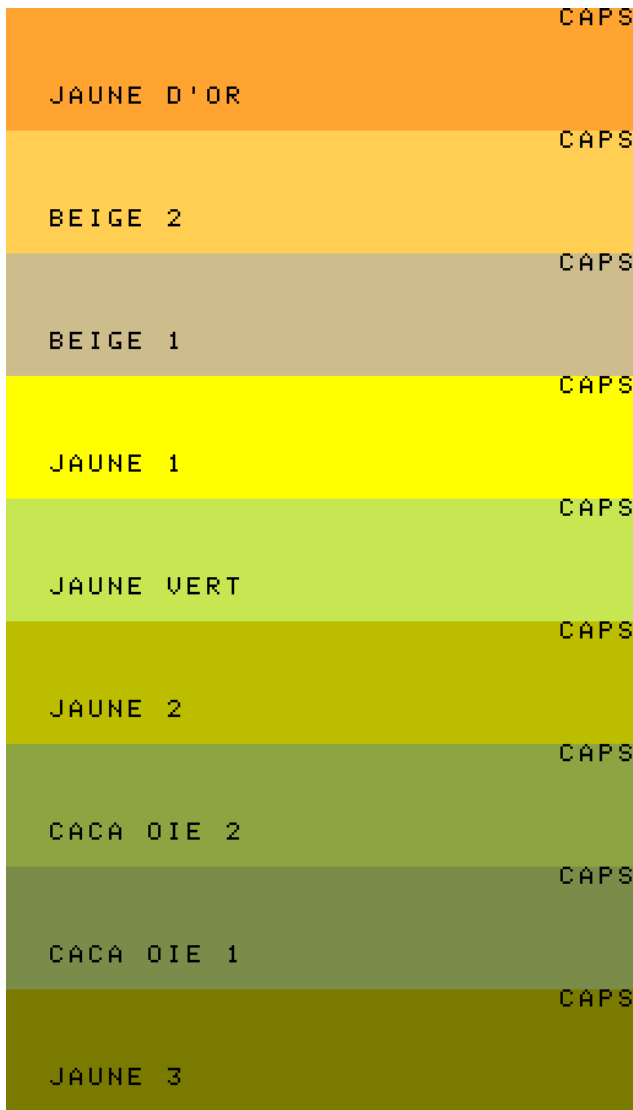 CAPS
JAUNE D'OR
CAPS
BEIGE 2
CAPS
BEIGE 1
CAPS
JAUNE 1
CAPS
JAUNE VERT
CAPS
JAUNE 2
CAPS
CACA OIE 2
CAPS
CACA OIE 1
CAPS
JAUNE 3